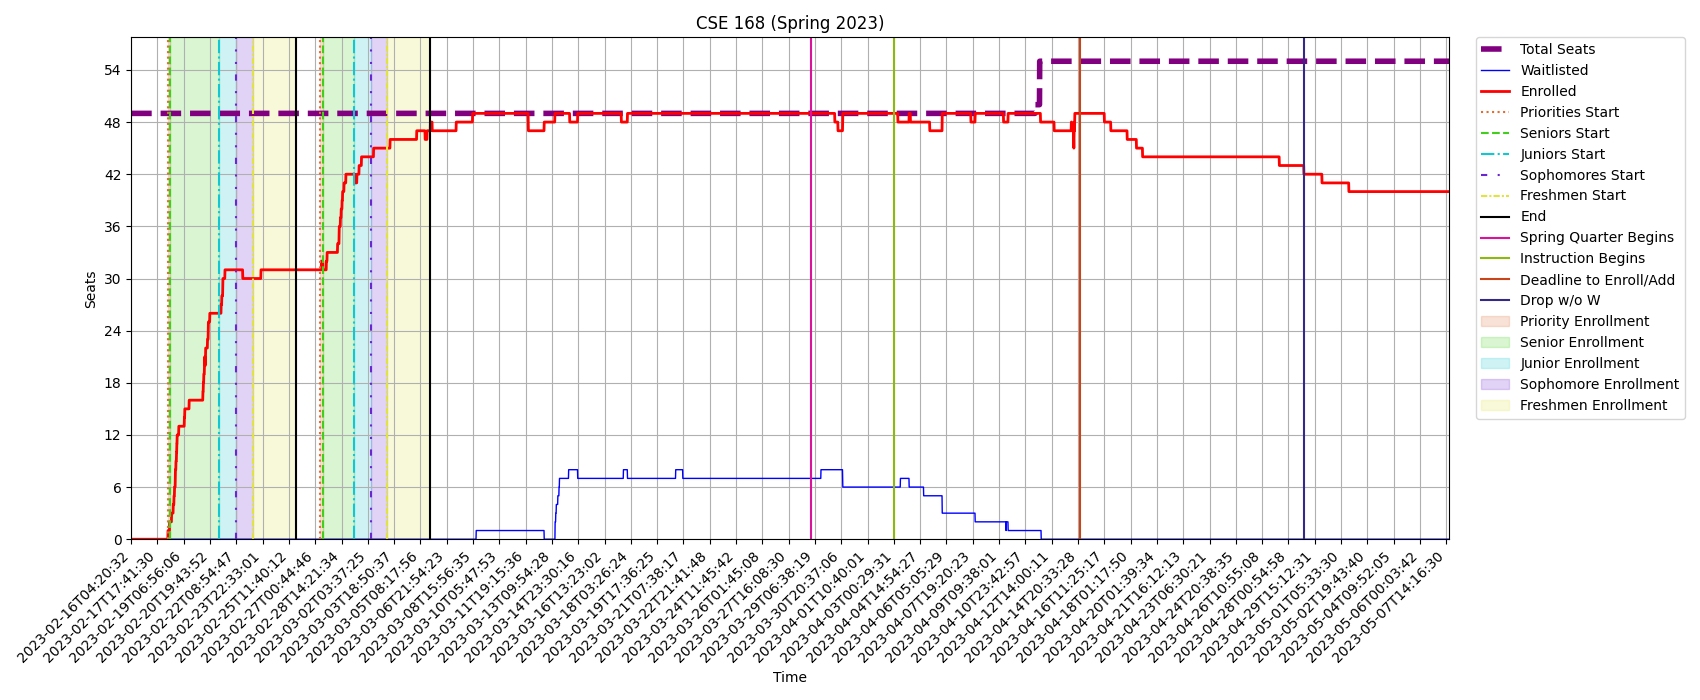 CSE 168 (Spring 2023)
Seats
54
48
42
36
30
24
18
12
6
0
2023-02-16T04:20:32
2023-02-17T17:41:30
2023-02-19T06:56:06
2023-02-20T19:43:52
2023-02-22T08:54:47
2023-02-23T22:33:01
2023-02-25T11:40:12
2023-02-27T00:44:46
2023-02-28T14:21:34
2023-03-02T03:37:25
2023-03-03T18:50:37
2023-03-05T08:17:56
2023-03-06T21:54:23
2023-03-08T15:56:35
2023-03-10T05:47:53
2023-03-11T19:15:36
2023-03-13T09:54:28
2023-03-14T23:30:16
2023-03-16T13:23:02
2023-03-18T03:26:24
2023-03-19T17:36:25
2023-03-21T07:38:17
2023-03-22T21:41:48
2023-03-24T11:45:42
2023-03-26T01:45:08
2023-03-27T16:08:30
2023-03-29T06:38:19
2023-03-30T20:37:06
2023-04-01T10:40:01
2023-04-03T00:29:31
2023-04-04T14:54:27
2023-04-06T05:05:29
2023-04-07T19:20:23
2023-04-09T09:38:01
2023-04-10T23:42:57
2023-04-12T14:00:11
2023-04-14T20:33:28
2023-04-16T11:25:17
2023-04-18T01:17:50
2023-04-20T01:39:34
2023-04-21T16:12:13
2023-04-23T06:30:21
2023-04-24T20:38:35
2023-04-26T10:55:08
2023-04-28T00:54:58
2023-04-29T15:12:31
2023-05-01T05:33:30
2023-05-02T19:43:40
2023-05-04T09:52:05
2023-05-06T00:03:42
2023-05-07T14:16:30
Time
Total Seats
Waitlisted
Enrolled
Priorities Start
Seniors Start
Juniors Start
Sophomores Start
Freshmen Start
End
Spring Quarter Begins
Instruction Begins
Deadline to Enroll/Add
Drop w/o W
Priority Enrollment
Senior Enrollment
Junior Enrollment
Sophomore Enrollment
Freshmen Enrollment